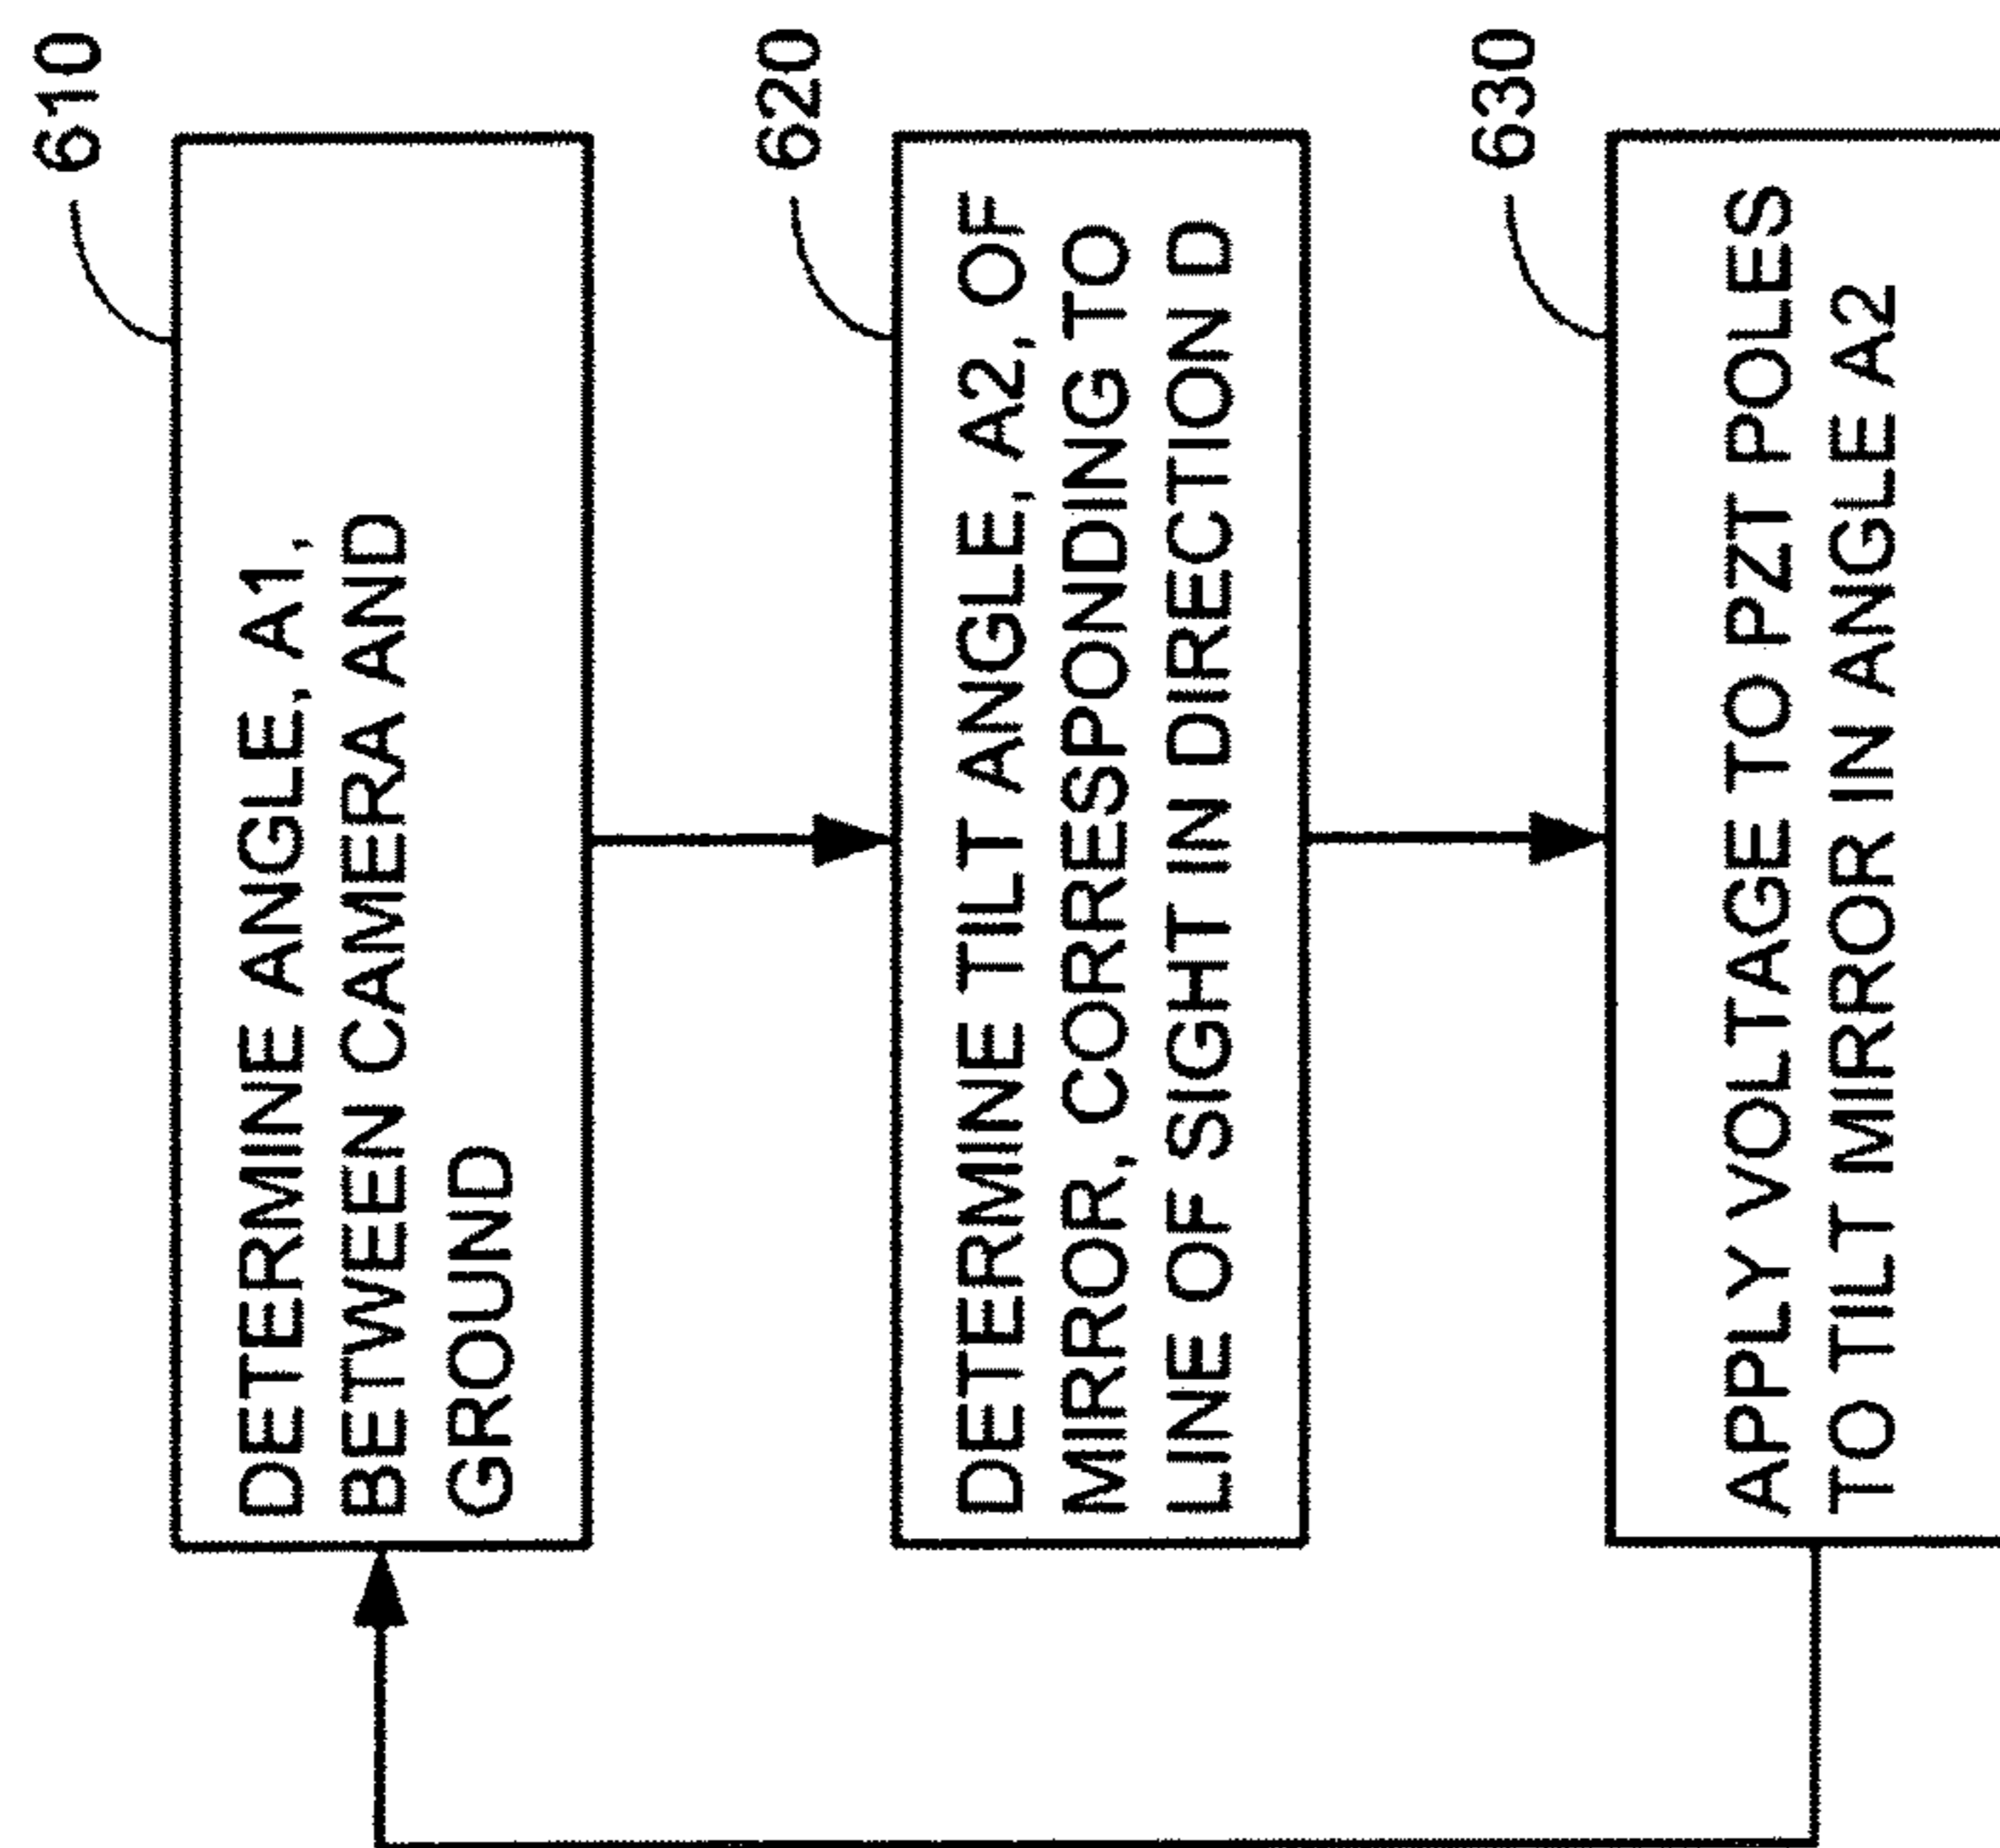 610
DETERMINE ANGLE, A1,
BETWEEN CAMERA AND
GROUND
620
DETERMINE TILT ANGLE, A2, OF
MIRROR, CORRESPONDING TO
LINE OF SIGHT IN DIRECTION D
630
APPLY VOLTAGE TO PZT POLES
TO TILT MIRROR IN ANGLE A2